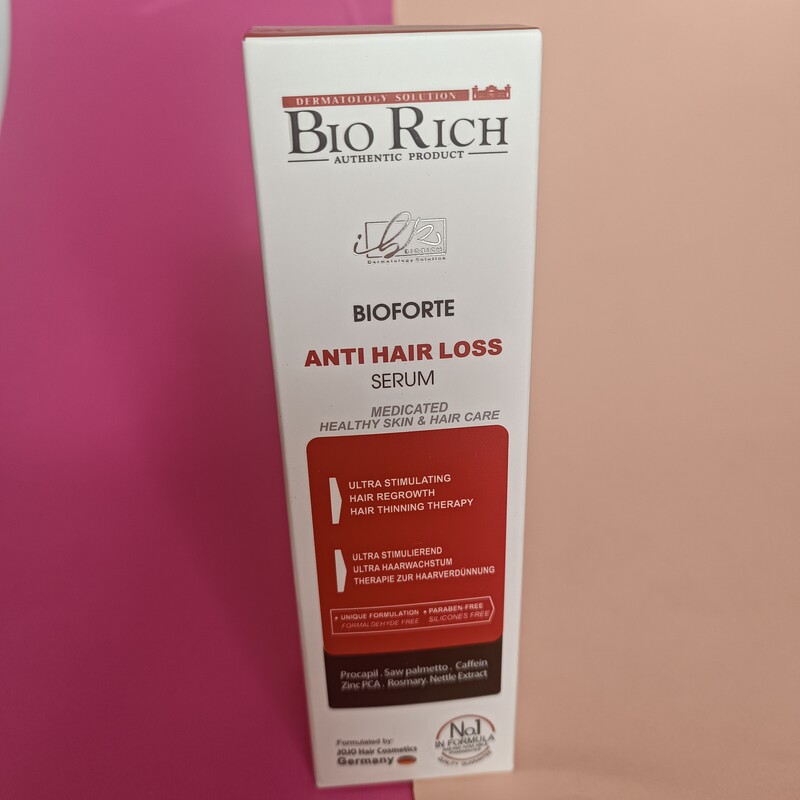 DERMATOLOGY SOLUTION
BIO RICH
AUTHENTIC PRODUCT
Dermatology Solution
BIOFORTE
ANTI HAIR LOSS
SERUM
MEDICATED
HEALTHY SKIN & HAIR CARE
ULTRA STIMULATING
HAIR REGROWTH
HAIR THINNING THERAPY
ULTRA STIMULIEREND
ULTRA HAARWACHSTUM
THERAPIE ZUR HAARVERDÜNNUNG
• UNIQUE FORMULATION • PARABEN-FREE
FORMALDEHYDE FREE SILICONES FREE
Procapil . Saw palmetto . Caffein
Zinc PCA . Rosmary. Nettle Extract
Formulated by:
JOJO Hair Cosmetics
Germany
No.1
IN FORMULA
QUALITY GUARANTEE